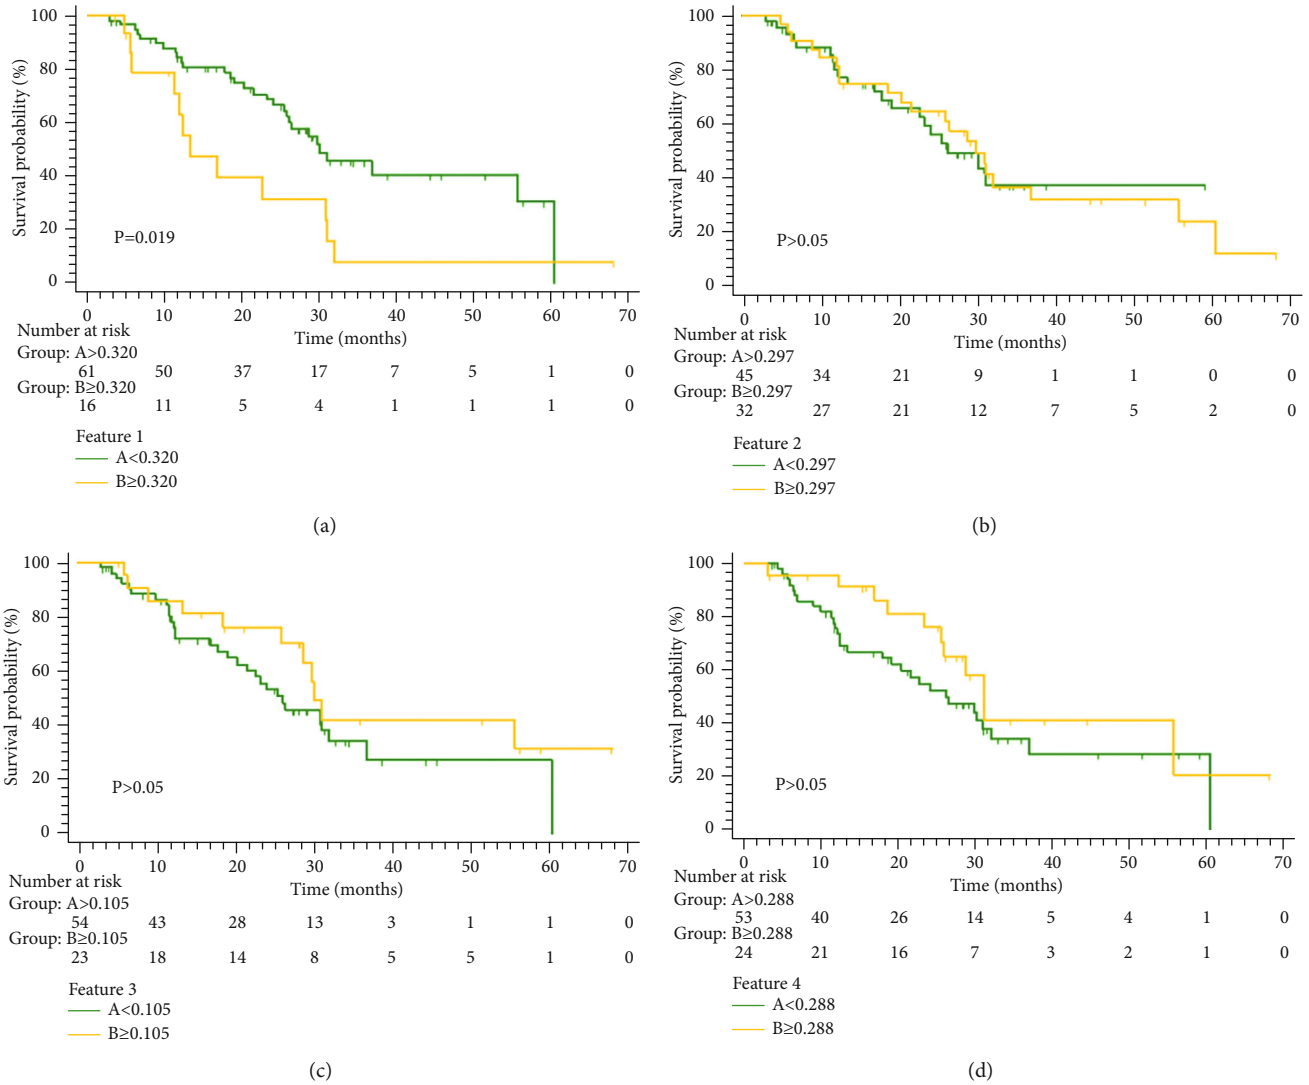 100
80
60
40
20
0
Survival probability (%)
P=0.019
0 10 20 30 40 50 60 70
Time (months)
Number at risk
Group: A>0.320
61 50 37 17 7 5 1 0
Group: B≥0.320
16 11 5 4 1 1 1 0
Feature 1
A<0.320
B≥0.320
(a)
100
80
60
40
20
0
Survival probability (%)
P>0.05
0 10 20 30 40 50 60 70
Time (months)
Number at risk
Group: A>0.297
45 34 21 9 1 1 0 0
Group: B≥0.297
32 27 21 12 7 5 2 0
Feature 2
A<0.297
B≥0.297
(b)
100
80
60
40
20
0
Survival probability (%)
P>0.05
0 10 20 30 40 50 60 70
Time (months)
Number at risk
Group: A>0.105
54 43 28 13 3 1 1 0
Group: B≥0.105
23 18 14 8 5 5 1 0
Feature 3
A<0.105
B≥0.105
(c)
100
80
60
40
20
0
Survival probability (%)
P>0.05
0 10 20 30 40 50 60 70
Time (months)
Number at risk
Group: A>0.288
53 40 26 14 5 4 1 0
Group: B≥0.288
24 21 16 7 3 2 1 0
Feature 4
A<0.288
B≥0.288
(d)